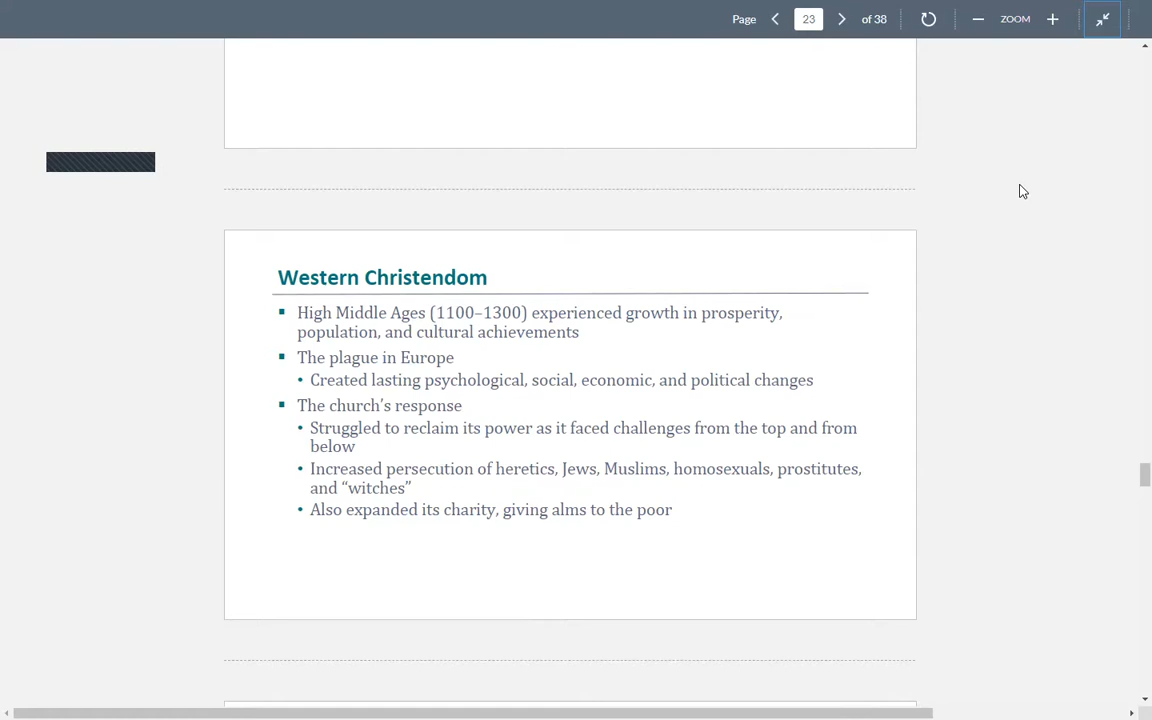 Page 23 of 38 ZOOM
Western Christendom
▪ High Middle Ages (1100–1300) experienced growth in prosperity,
population, and cultural achievements
▪ The plague in Europe
• Created lasting psychological, social, economic, and political changes
▪ The church’s response
• Struggled to reclaim its power as it faced challenges from the top and from
below
• Increased persecution of heretics, Jews, Muslims, homosexuals, prostitutes,
and “witches”
• Also expanded its charity, giving alms to the poor